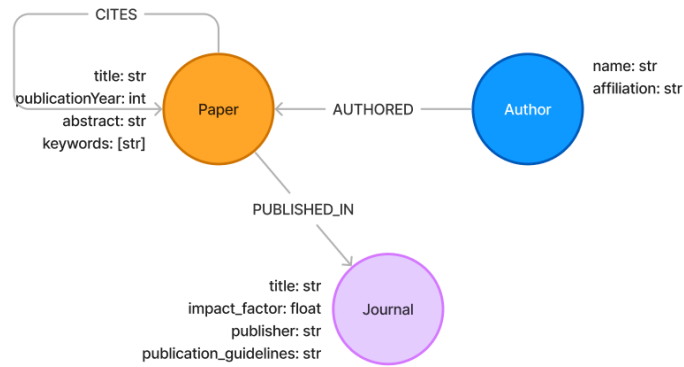 CITES
title: str
publicationYear: int
abstract: str
keywords: [str]
Paper
AUTHORED
Author
name: str
affiliation: str
PUBLISHED_IN
title: str
impact_factor: float
publisher: str
publication_guidelines: str
Journal